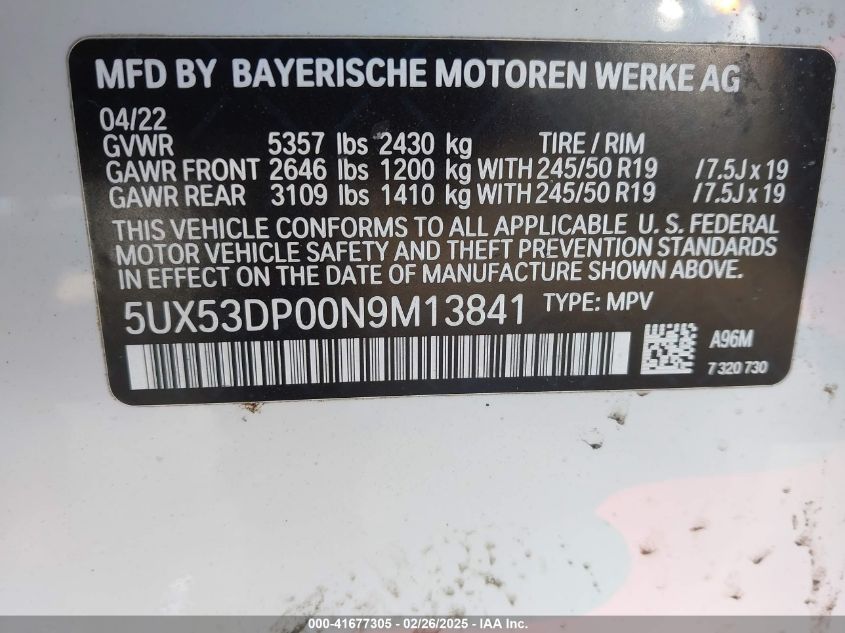 MFD BY BAYERISCHE MOTOREN WERKE AG
04/22
GVWR 5357 lbs 2430 kg TIRE / RIM
GAWR FRONT 2646 lbs 1200 kg WITH 245/50 R19 / 7.5J x 19
GAWR REAR 3109 lbs 1410 kg WITH 245/50 R19 / 7.5J x 19
THIS VEHICLE CONFORMS TO ALL APPLICABLE U. S. FEDERAL
MOTOR VEHICLE SAFETY AND THEFT PREVENTION STANDARDS
IN EFFECT ON THE DATE OF MANUFACTURE SHOWN ABOVE.
5UX53DP00N9M13841 TYPE: MPV
A96M
7 320 730
000-41677305 - 02/26/2025 - IAA Inc.